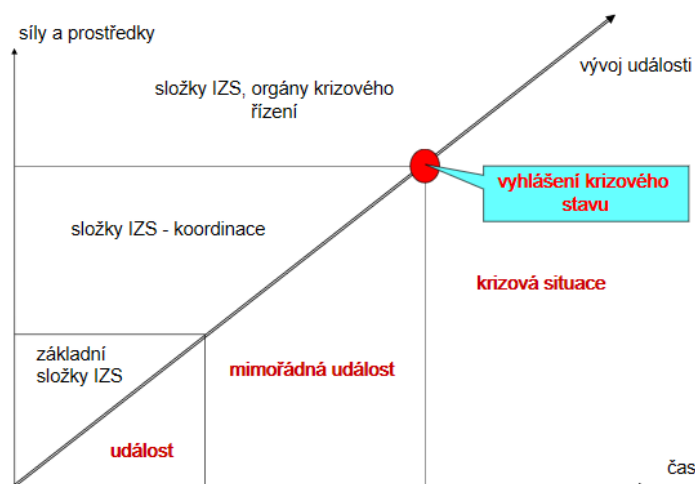 síly a prostředky
vývoj události
složky IZS, orgány krizového
řízení
vyhlášení krizového
stavu
složky IZS - koordinace
krizová situace
základní
složky IZS
mimořádná událost
událost
čas